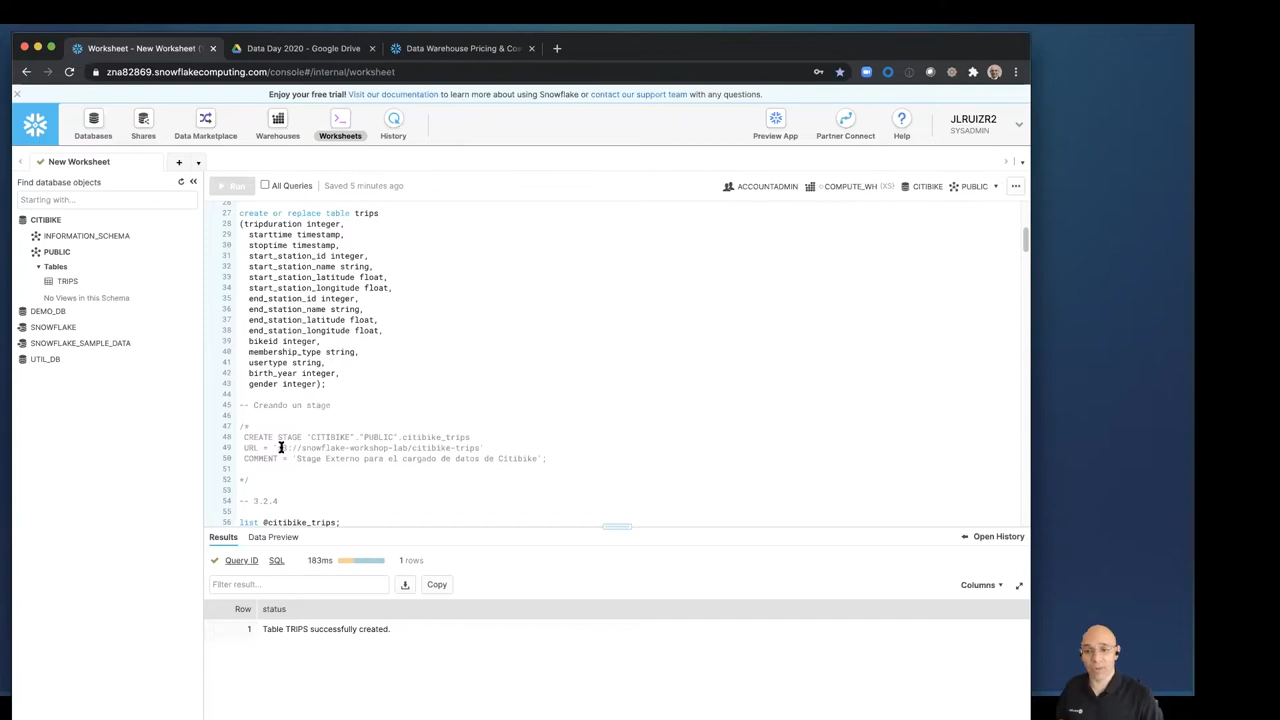 Worksheet - New Worksheet
Data Day 2020 - Google Drive
Data Warehouse Pricing & Co
zna82869.snowflakecomputing.com/console#/internal/worksheet
Enjoy your free trial! Visit our documentation to learn more about using Snowflake or contact our support team with any questions.
Databases
Shares
Data Marketplace
Warehouses
Worksheets
History
Preview App
Partner Connect
Help
JLRUIZR2
SYSADMIN
New Worksheet
Find database objects
Starting with...
CITIBIKE
INFORMATION_SCHEMA
PUBLIC
Tables
TRIPS
No Views in this Schema
DEMO_DB
SNOWFLAKE
SNOWFLAKE_SAMPLE_DATA
UTIL_DB
Run
All Queries
Saved 5 minutes ago
ACCOUNTADMIN
COMPUTE_WH (XS)
CITIBIKE
PUBLIC
26
27 create or replace table trips
28 (tripduration integer,
29 starttime timestamp,
30 stoptime timestamp,
31 start_station_id integer,
32 start_station_name string,
33 start_station_latitude float,
34 start_station_longitude float,
35 end_station_id integer,
36 end_station_name string,
37 end_station_latitude float,
38 end_station_longitude float,
39 bikeid integer,
40 membership_type string,
41 usertype string,
42 birth_year integer,
43 gender integer);
44
45 -- Creando un stage
46
47 /*
48 CREATE STAGE "CITIBIKE"."PUBLIC".citibike_trips
49 URL = 's3://snowflake-workshop-lab/citibike-trips'
50 COMMENT = 'Stage Externo para el cargado de datos de Citibike';
51
52 */
53
54 -- 3.2.4
55
56 list @citibike_trips;
Results
Data Preview
Open History
Query ID
SQL
183ms
1 rows
Filter result...
Copy
Columns
Row status
1 Table TRIPS successfully created.